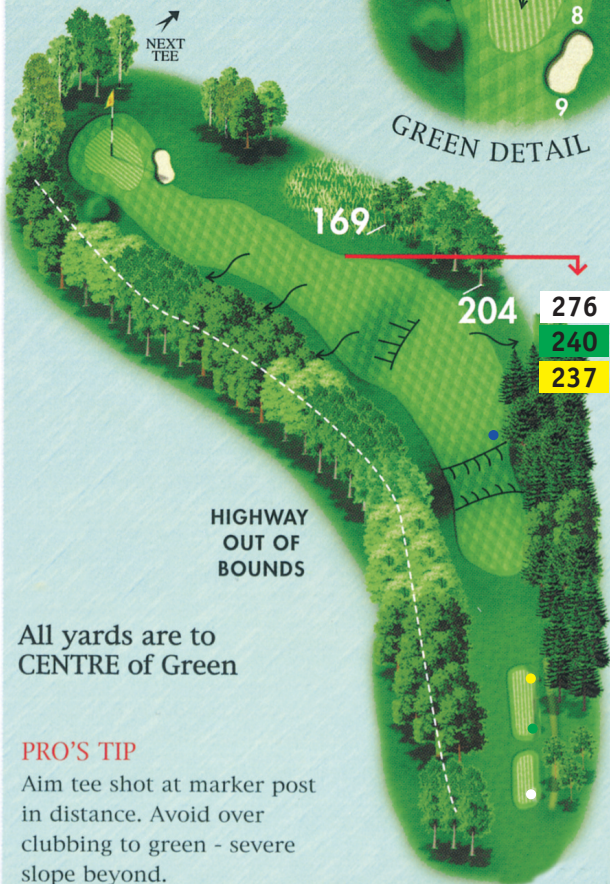 NEXT
TEE
8
9
GREEN DETAIL
169
204
276
240
237
HIGHWAY
OUT OF
BOUNDS
All yards are to
CENTRE of Green
PRO'S TIP
Aim tee shot at marker post
in distance. Avoid over
clubbing to green - severe
slope beyond.